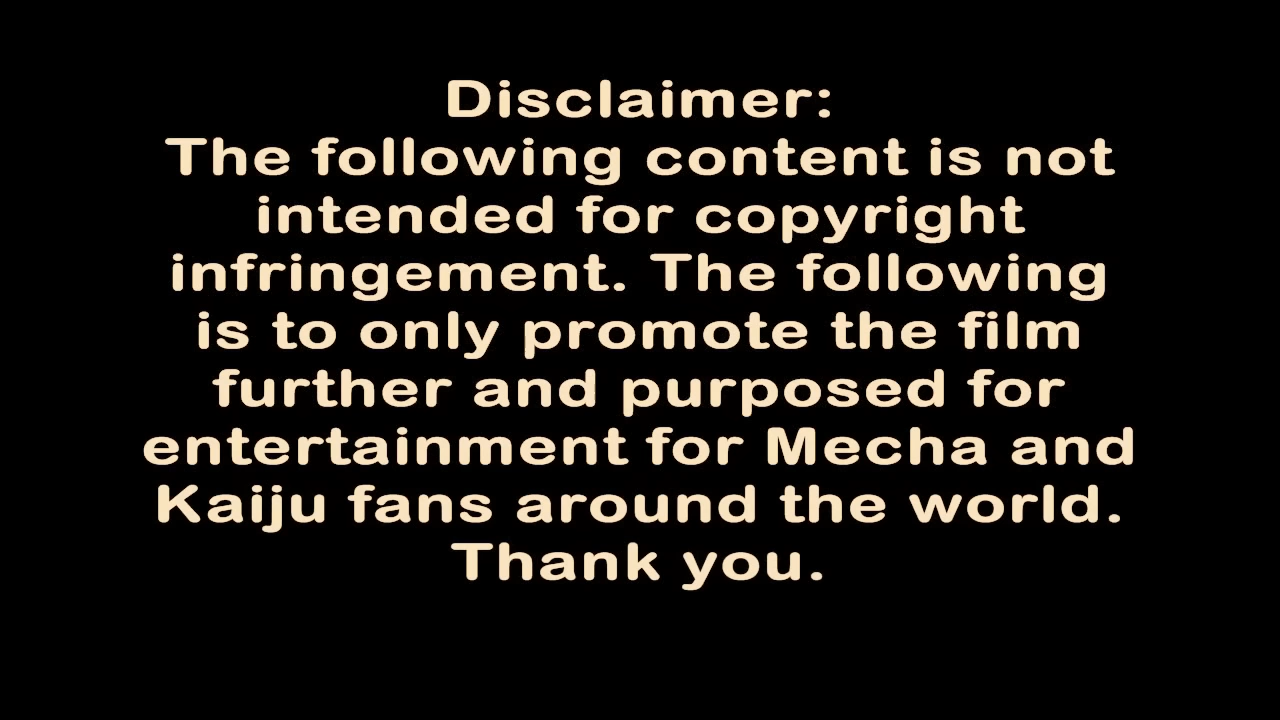 Disclaimer:
The following content is not
intended for copyright
infringement. The following
is to only promote the film
further and purposed for
entertainment for Mecha and
Kaiju fans around the world.
Thank you.